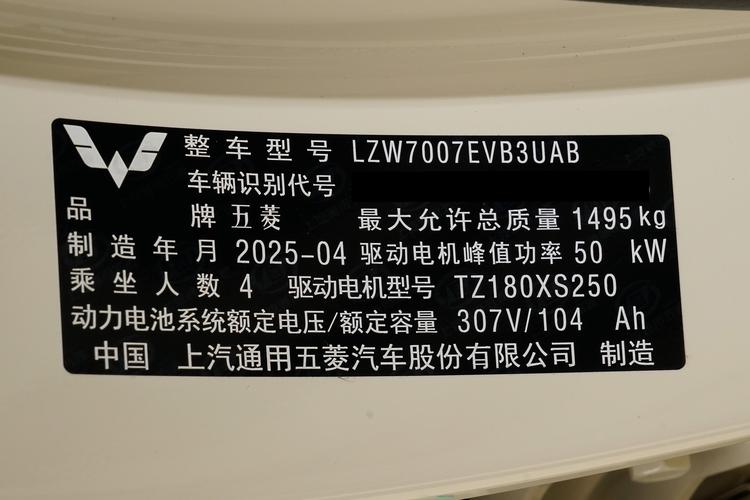 整车型号 LZW7007EVB3UAB
车辆识别代号
品牌 五菱 最大允许总质量 1495kg
制造年月 2025-04 驱动电机峰值功率 50 kW
乘坐人数 4 驱动电机型号 TZ180XS250
动力电池系统额定电压/额定容量 307V/104 Ah
中国 上汽通用五菱汽车股份有限公司 制造